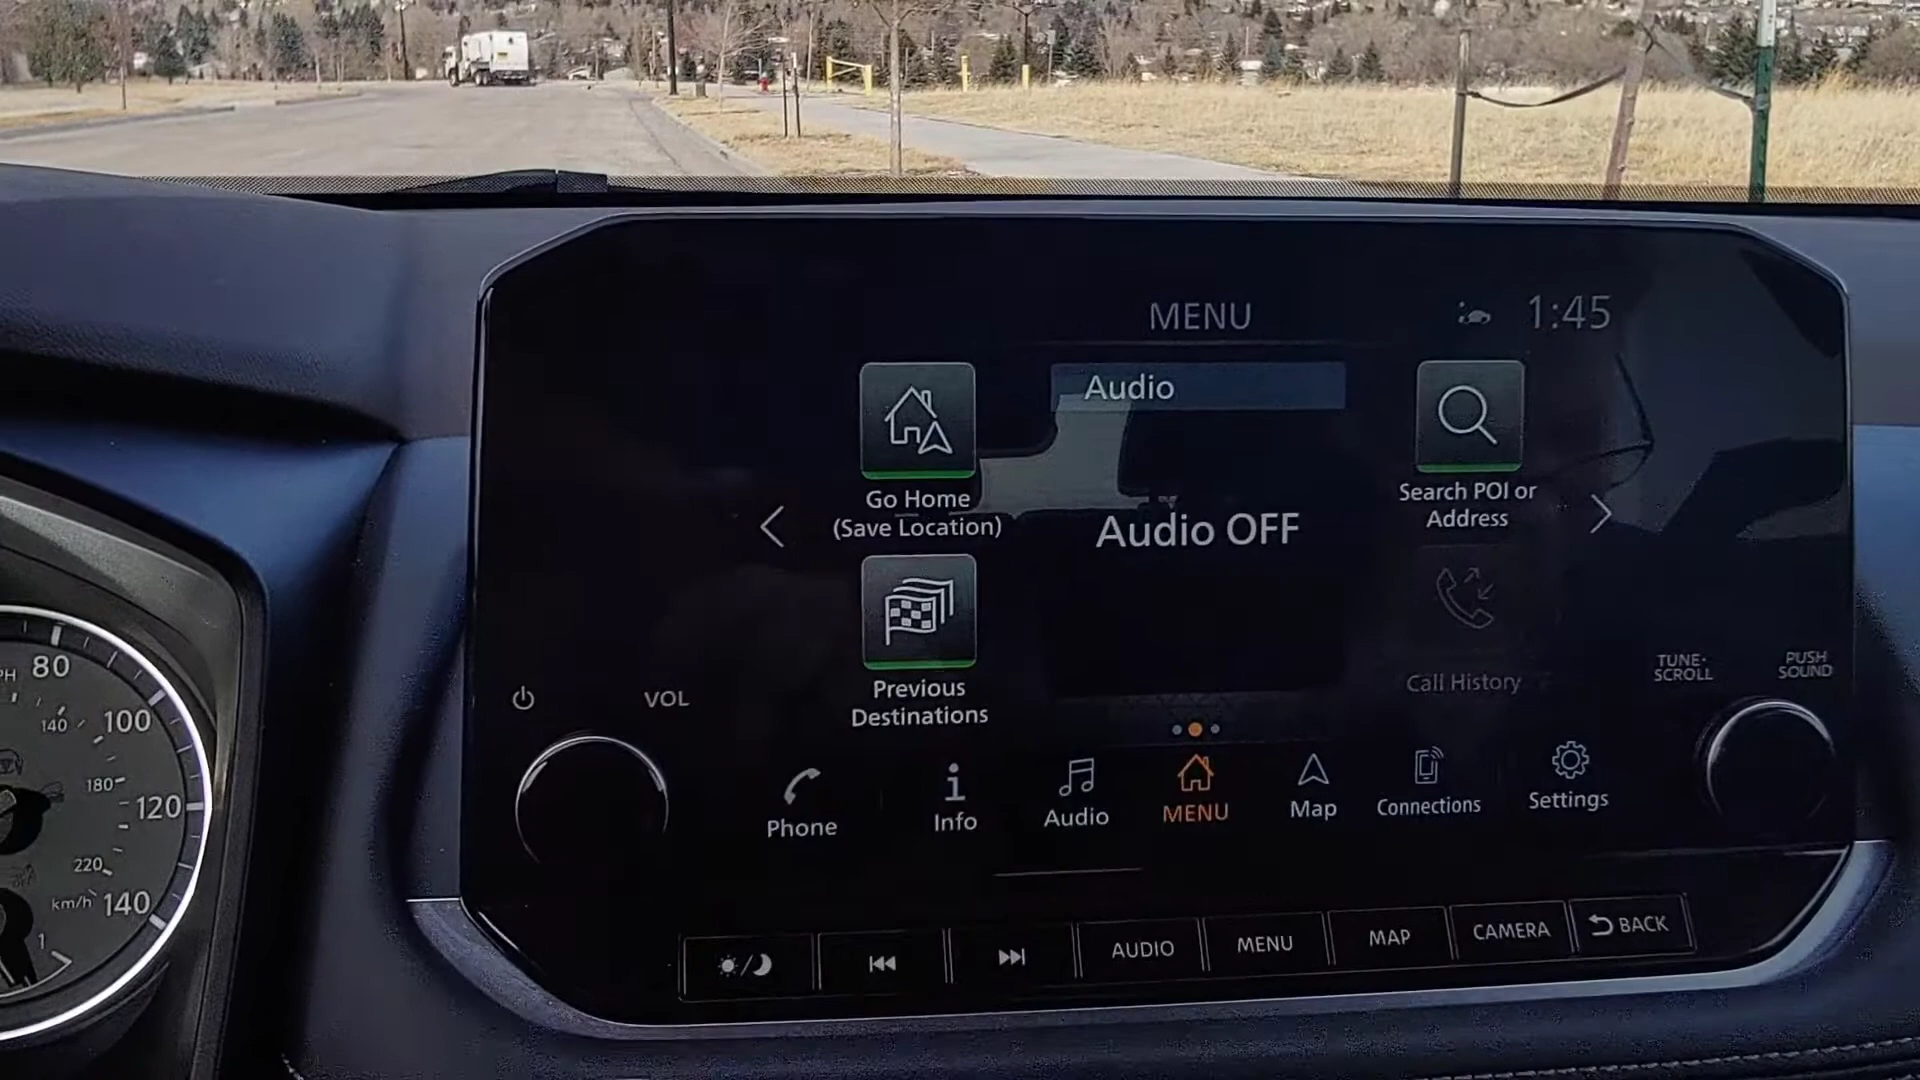 MENU
1:45
Audio
Go Home
(Save Location)
Search POI or
Address
Audio OFF
Previous
Destinations
Call History
TUNE·
SCROLL
PUSH
SOUND
VOL
Phone
Info
Audio
MENU
Map
Connections
Settings
AUDIO
MENU
MAP
CAMERA
BACK
80
140
100
180
120
220
km/h
140
1